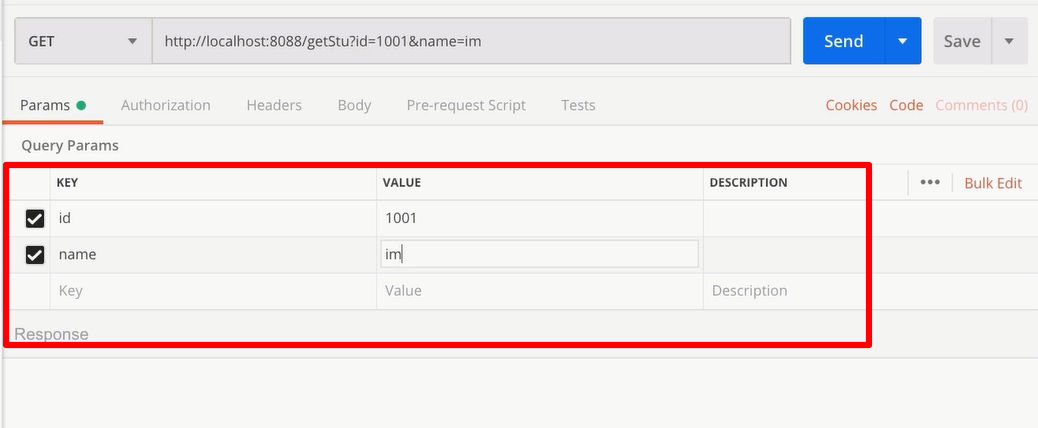 GET http://localhost:8088/getStu?id=1001&name=im Send Save
Params Authorization Headers Body Pre-request Script Tests Cookies Code Comments (0)
Query Params
KEY VALUE DESCRIPTION ••• Bulk Edit
id 1001
name im
Key Value Description
Response